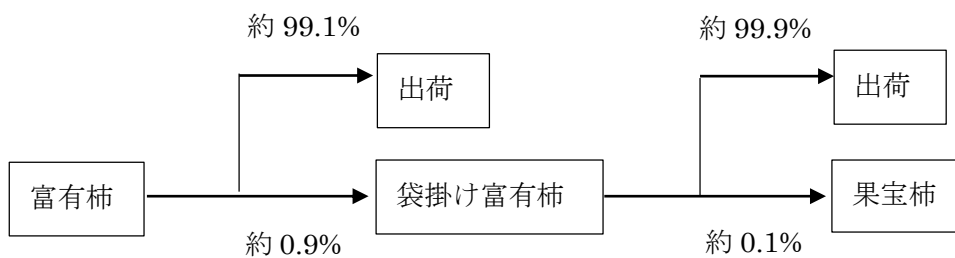 約 99.1%
約 99.9%
出荷
出荷
富有柿
袋掛け富有柿
果宝柿
約 0.9%
約 0.1%